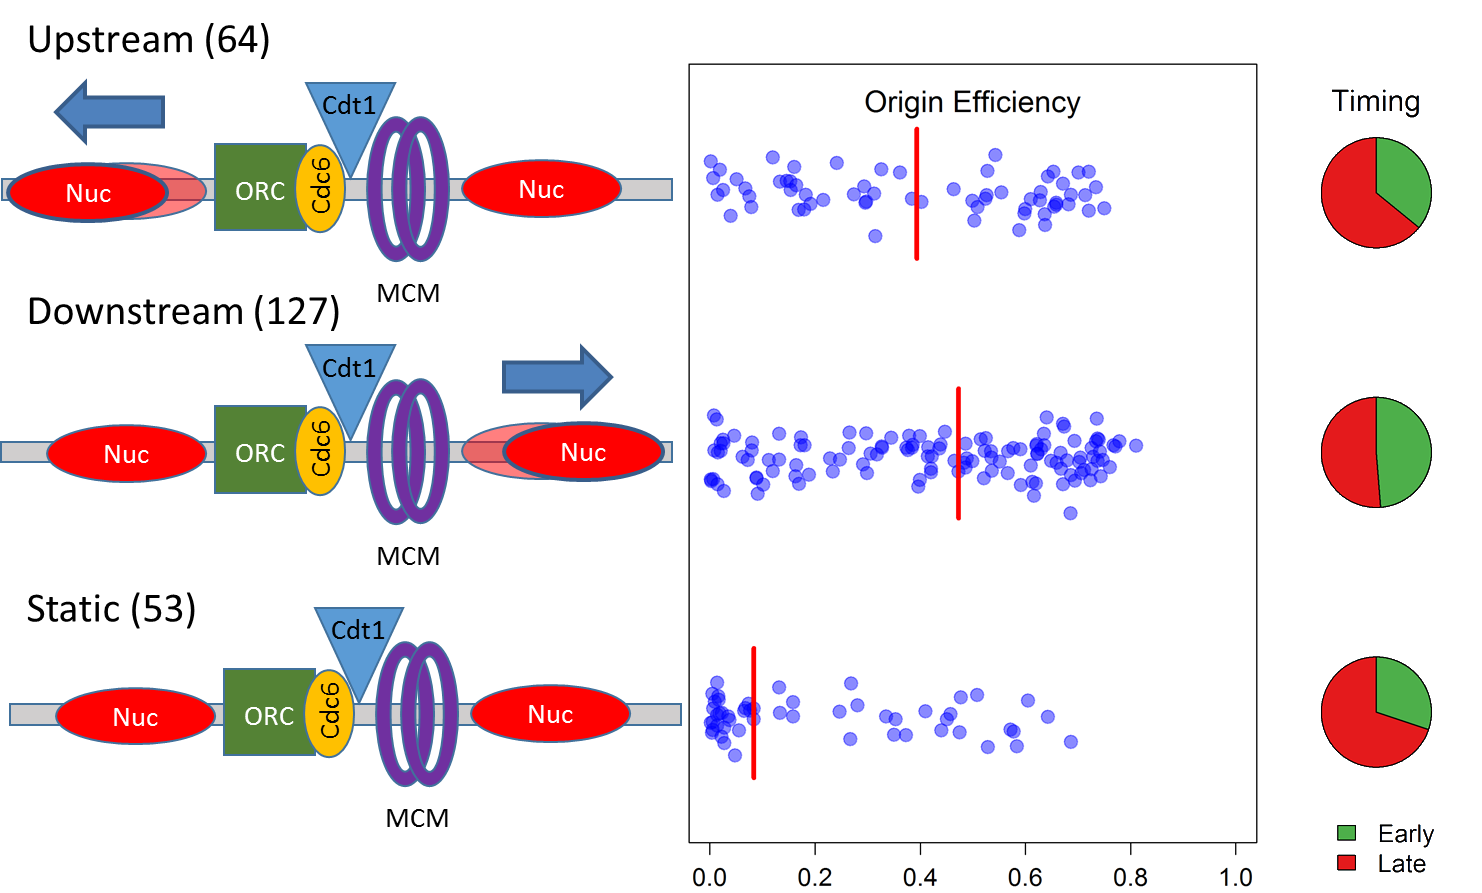 Upstream (64)
Cdt1
Nuc
ORC
Cdc6
Nuc
MCM
Downstream (127)
Cdt1
Nuc
ORC
Cdc6
Nuc
MCM
Static (53)
Cdt1
Nuc
ORC
Cdc6
Nuc
MCM
Origin Efficiency
0.0 0.2 0.4 0.6 0.8 1.0
Timing
Early
Late